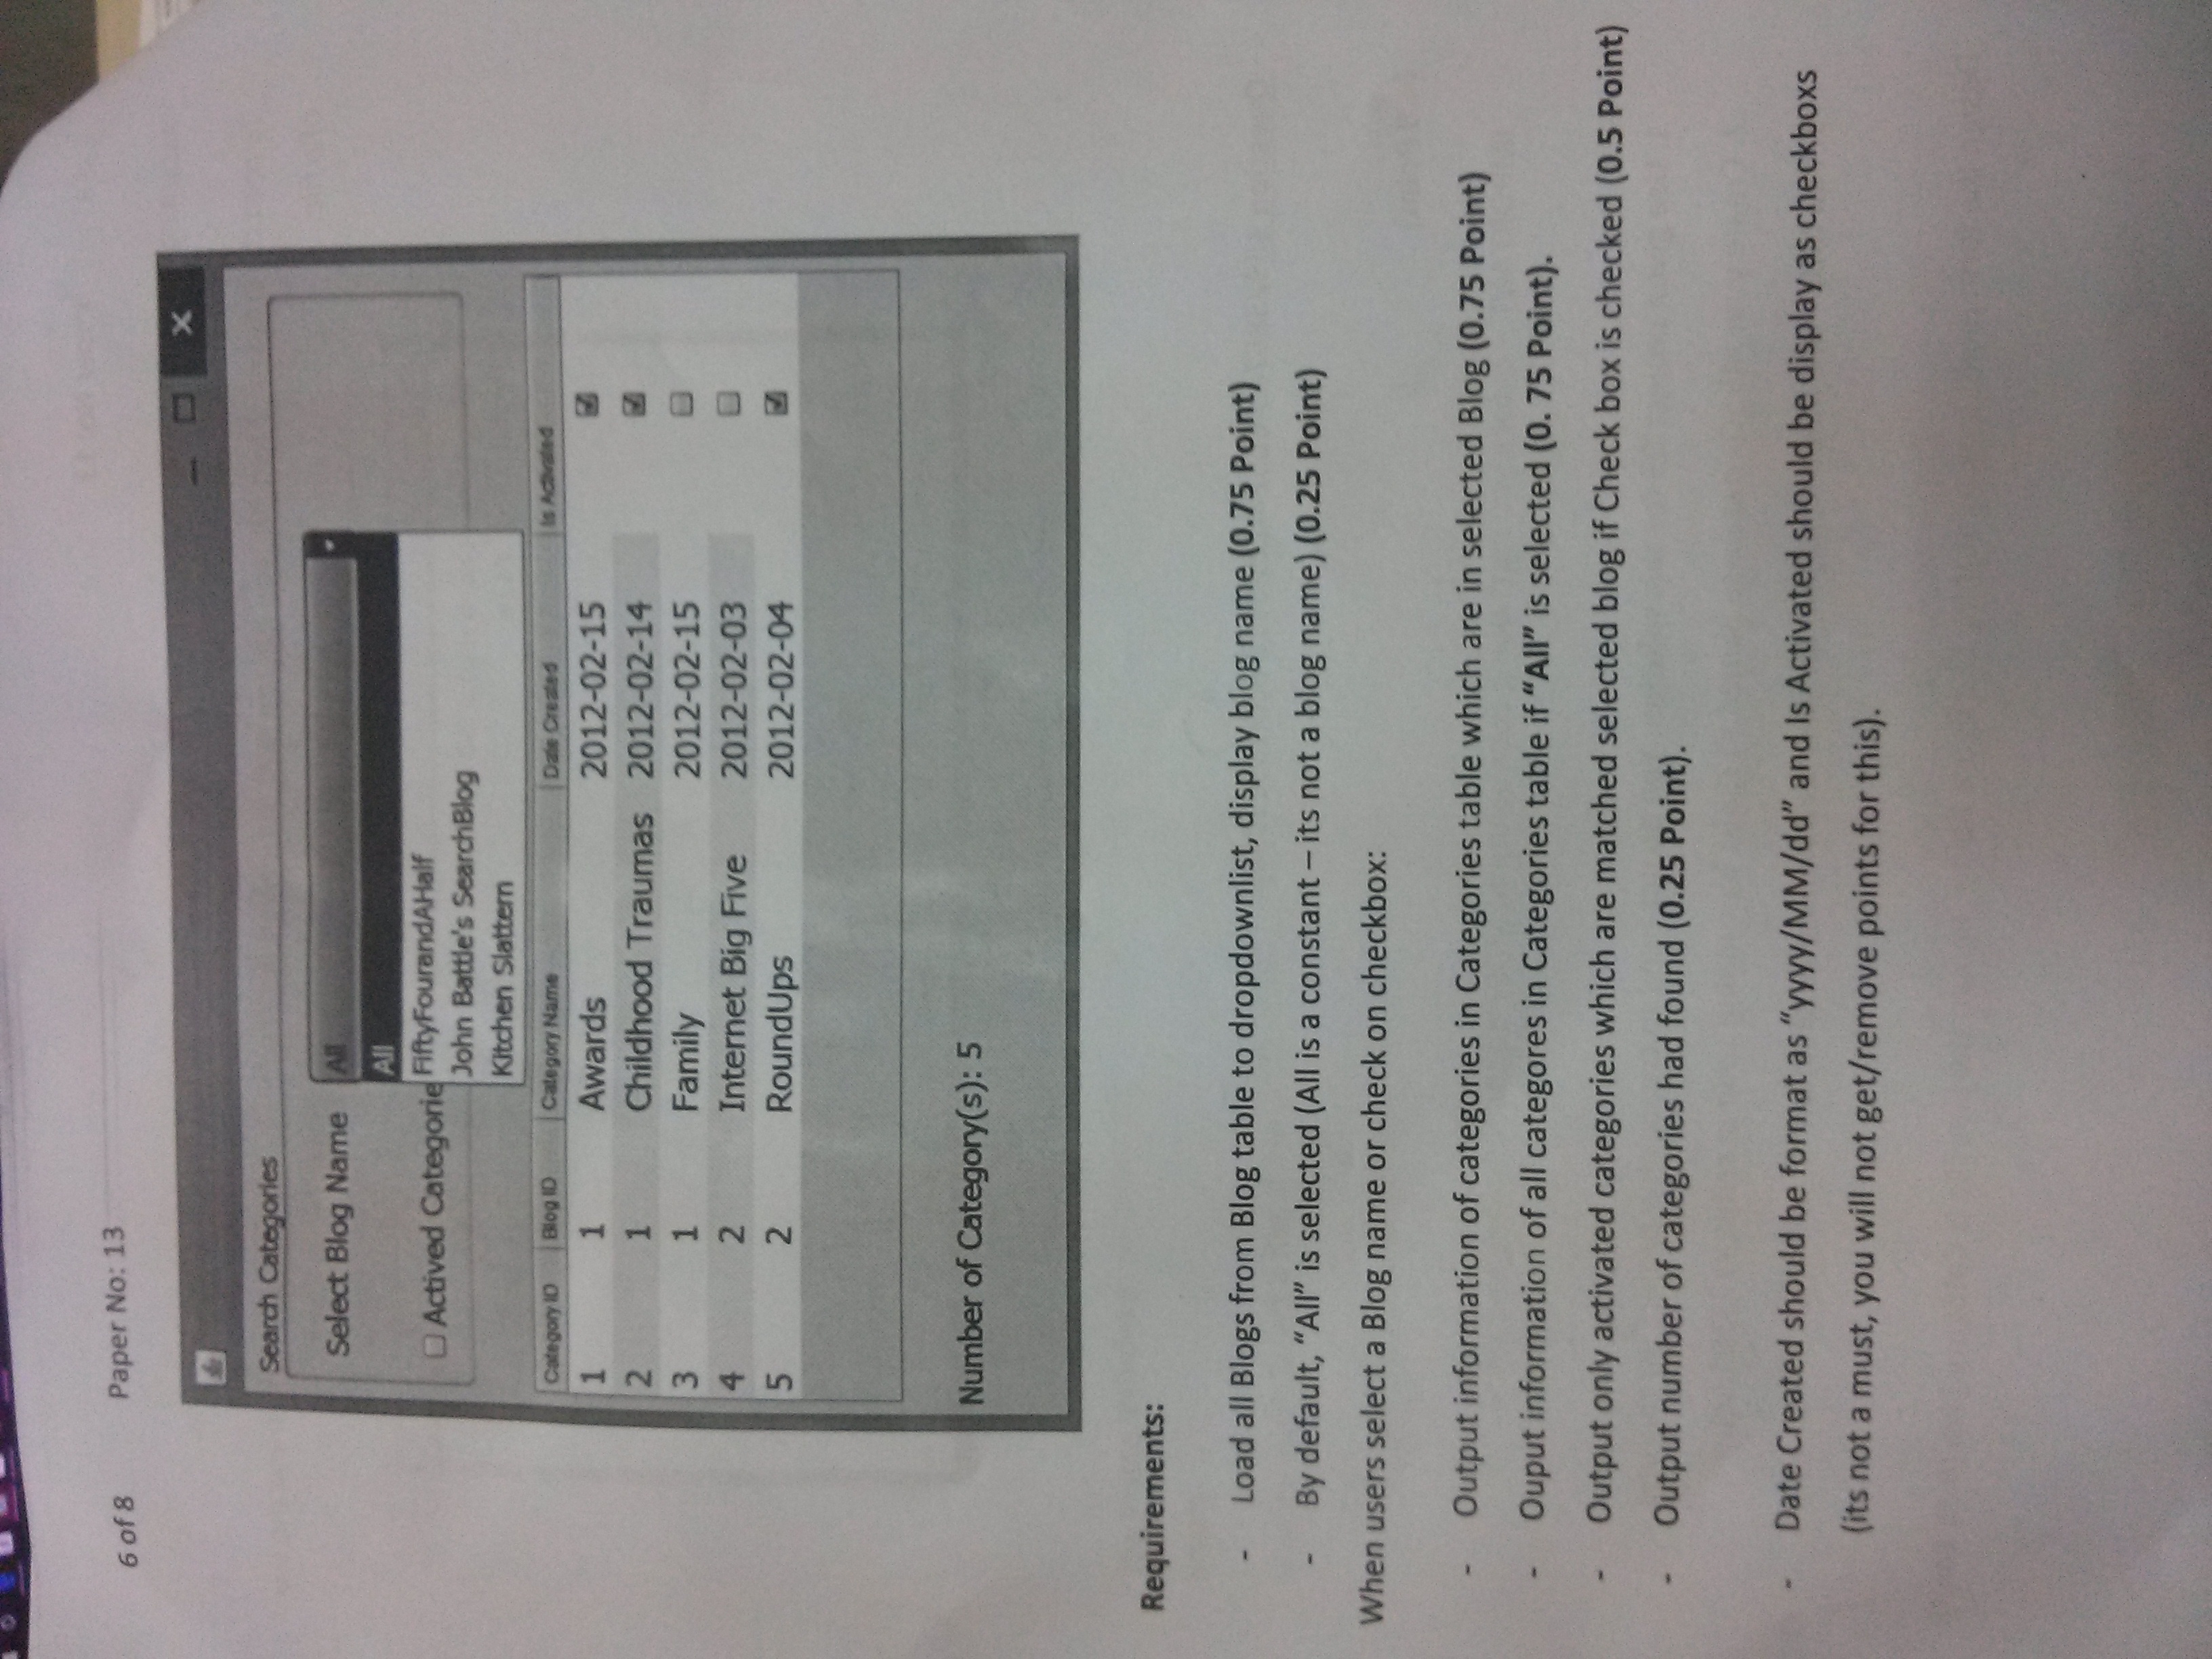 6 of 8 Paper No: 13
Search Categories
Select Blog Name All
All
FiftyFourandAHalf
Actived Categorie
John Battle's SearchBlog
Kitchen Slattern
Category ID Blog ID Category Name Date Created Is Activated
1 1 Awards 2012-02-15
2 1 Childhood Traumas 2012-02-14
3 1 Family 2012-02-15
4 2 Internet Big Five 2012-02-03
5 2 RoundUps 2012-02-04
Number of Category(s): 5
Requirements:
- Load all Blogs from Blog table to dropdownlist, display blog name (0.75 Point)
- By default, “All” is selected (All is a constant – its not a blog name) (0.25 Point)
When users select a Blog name or check on checkbox:
- Output information of categories in Categories table which are in selected Blog (0.75 Point)
- Ouput information of all categores in Categories table if “All” is selected (0. 75 Point).
- Output only activated categories which are matched selected blog if Check box is checked (0.5 Point)
- Output number of categories had found (0.25 Point).
- Date Created should be format as “yyyy/MM/dd” and Is Activated should be display as checkboxs
(its not a must, you will not get/remove points for this).